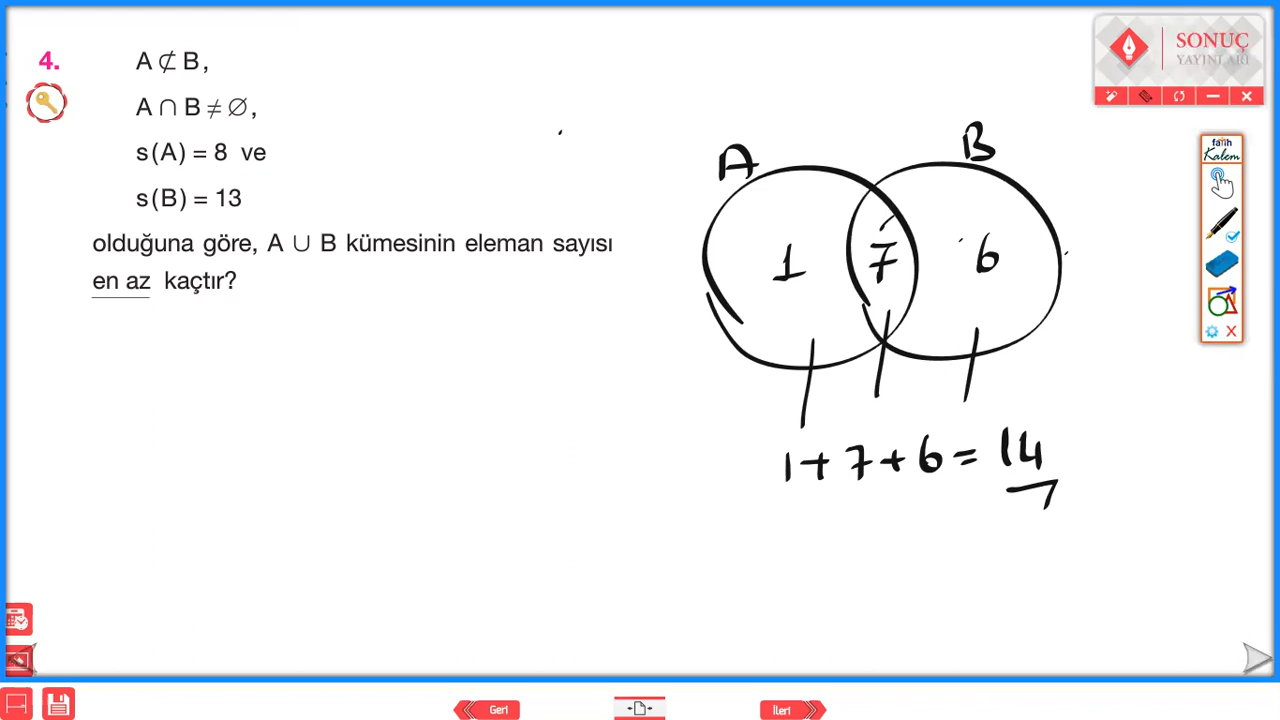 4.
A ⊄ B,
A ∩ B ≠ ∅,
s(A) = 8 ve
s(B) = 13
olduğuna göre, A ∪ B kümesinin eleman sayısı
en az kaçtır?
A
B
1
7
6
1+7+6=14
SONUÇ
YAYINLARI
fatih
Kalem
Geri
İleri